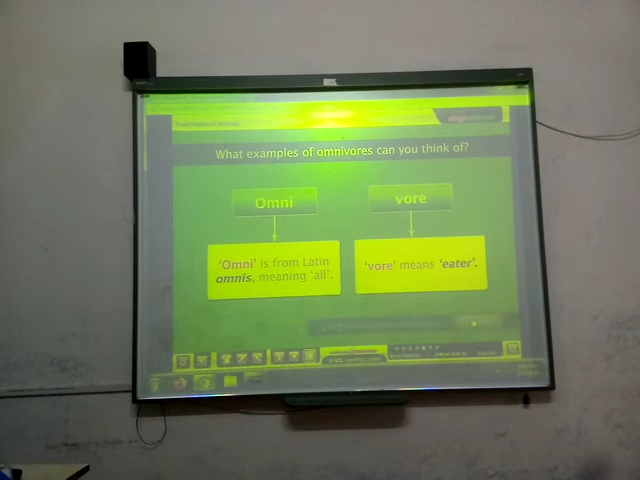 What examples of omnivores can you think of?
Omni
vore
'Omni' is from Latin
omnis, meaning 'all'.
'vore' means 'eater'.